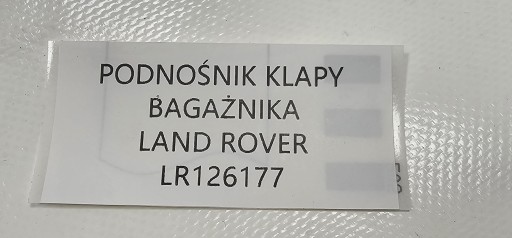 PODNOŚNIK KLAPY
BAGAŻNIKA
LAND ROVER
LR126177